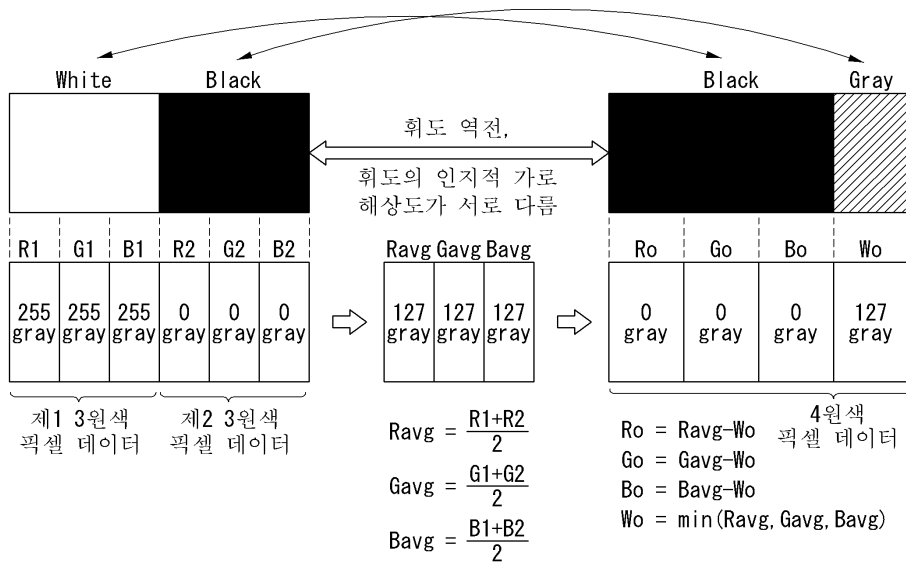 White Black Black Gray
휘도 역전,
휘도의 인지적 가로
해상도가 서로 다름
R1 G1 B1 R2 G2 B2 Ravg Gavg Bavg Ro Go Bo Wo
255 255 255 0 0 0 127 127 127 0 0 0 127
gray gray gray gray gray gray gray gray gray gray gray gray gray
제1 3원색 제2 3원색 4원색
픽셀 데이터 픽셀 데이터 픽셀 데이터
Ravg = R1+R2
2
Gavg = G1+G2
2
Bavg = B1+B2
2
Ro = Ravg-Wo
Go = Gavg-Wo
Bo = Bavg-Wo
Wo = min(Ravg, Gavg, Bavg)